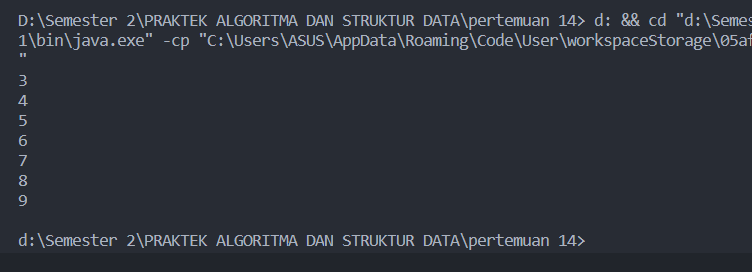 D:\Semester 2\PRAKTEK ALGORITMA DAN STRUKTUR DATA\pertemuan 14> d: && cd "d:\Semes
1\bin\java.exe" -cp "C:\Users\ASUS\AppData\Roaming\Code\User\workspaceStorage\05af
"
3
4
5
6
7
8
9
d:\Semester 2\PRAKTEK ALGORITMA DAN STRUKTUR DATA\pertemuan 14>